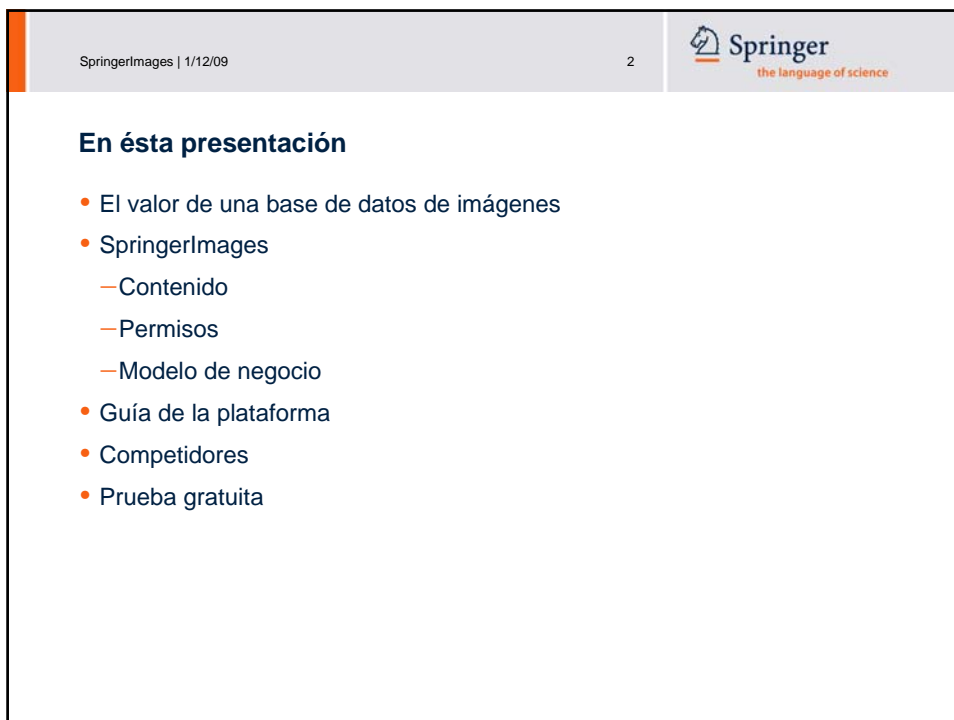 SpringerImages | 1/12/09
2
Springer
the language of science
En ésta presentación
• El valor de una base de datos de imágenes
• SpringerImages
–Contenido
–Permisos
–Modelo de negocio
• Guía de la plataforma
• Competidores
• Prueba gratuita